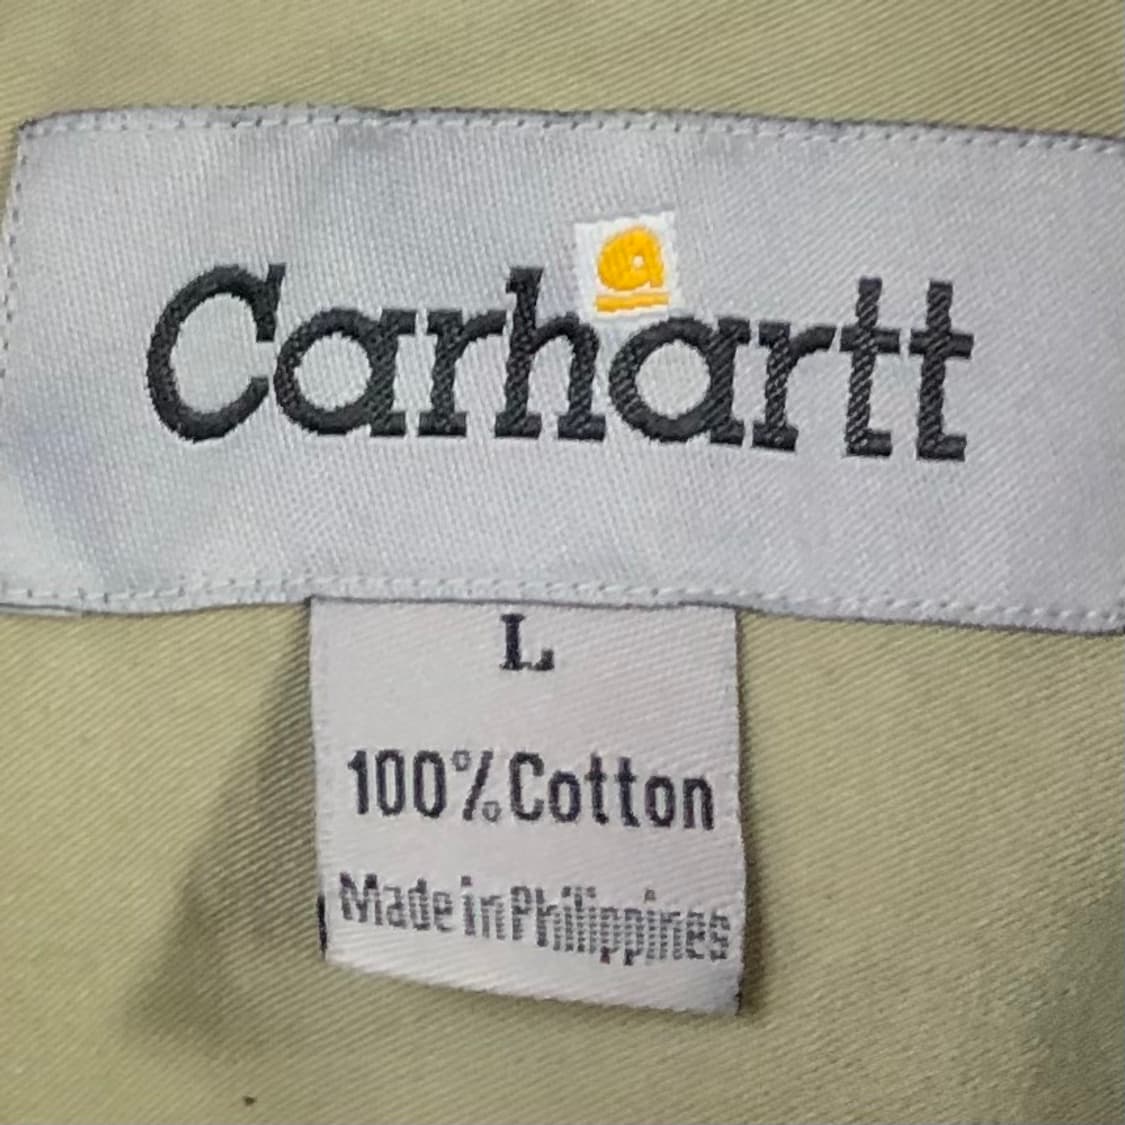 Carhartt
L
100% Cotton
Made in Philippines